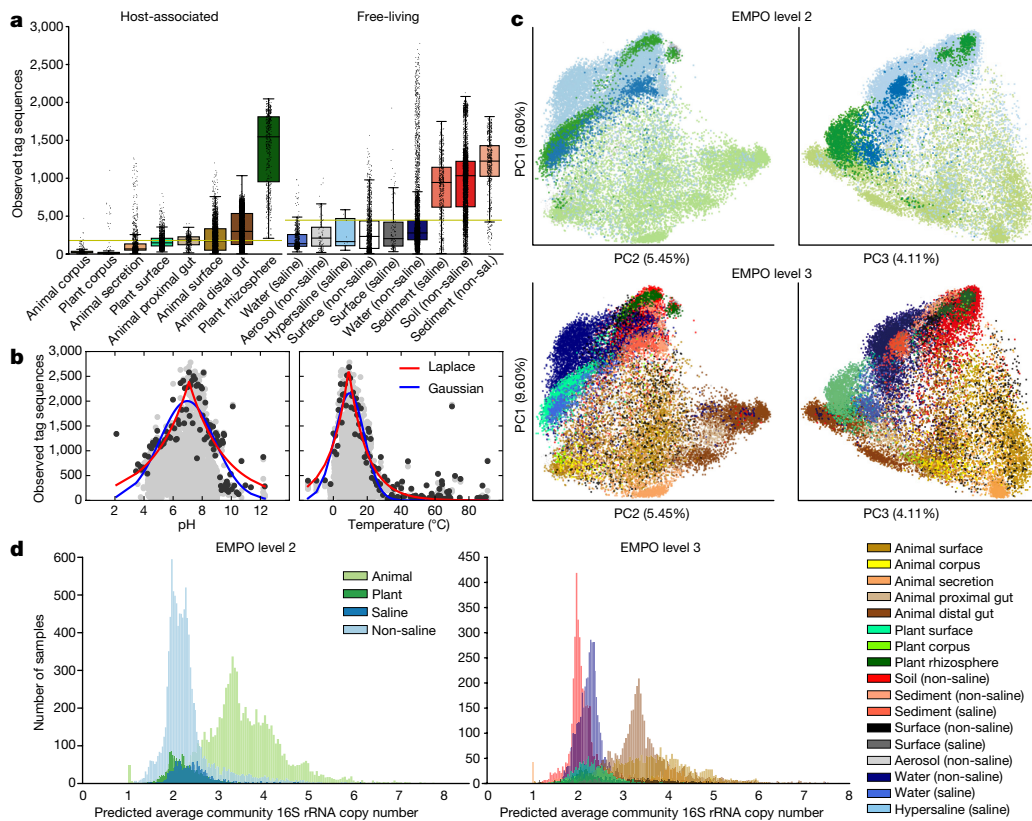 a
Host-associated
Free-living
Observed tag sequences
3,000
2,500
2,000
1,500
1,000
500
0
Animal corpus
Plant corpus
Animal secretion
Plant surface
Animal proximal gut
Animal surface
Animal distal gut
Plant rhizosphere
Water (saline)
Aerosol (non-saline)
Hypersaline (saline)
Surface (non-saline)
Surface (saline)
Water (non-saline)
Sediment (saline)
Soil (non-saline)
Sediment (non-sal.)
b
Observed tag sequences
3,000
2,500
2,000
1,500
1,000
500
0
2 4 6 8 10 12
pH
Laplace
Gaussian
0 20 40 60 80
Temperature (°C)
c
EMPO level 2
PC1 (9.60%)
PC2 (5.45%)
PC3 (4.11%)
EMPO level 3
PC1 (9.60%)
PC2 (5.45%)
PC3 (4.11%)
d
EMPO level 2
Number of samples
600
500
400
300
200
100
0
0 1 2 3 4 5 6 7 8
Predicted average community 16S rRNA copy number
Animal
Plant
Saline
Non-saline
EMPO level 3
450
400
350
300
250
200
150
100
50
0
0 1 2 3 4 5 6 7 8
Predicted average community 16S rRNA copy number
Animal surface
Animal corpus
Animal secretion
Animal proximal gut
Animal distal gut
Plant surface
Plant corpus
Plant rhizosphere
Soil (non-saline)
Sediment (non-saline)
Sediment (saline)
Surface (non-saline)
Surface (saline)
Aerosol (non-saline)
Water (non-saline)
Water (saline)
Hypersaline (saline)